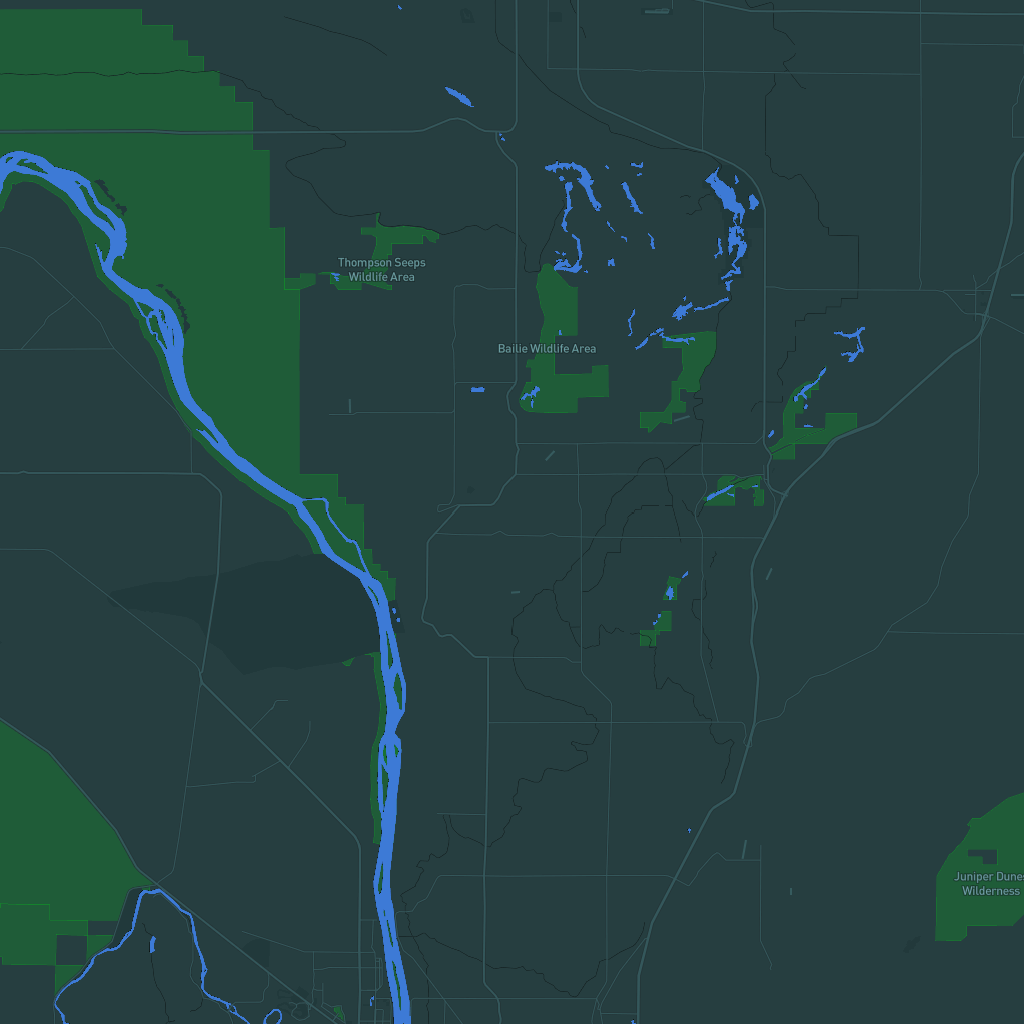 Thompson Seeps
Wildlife Area
Bailie Wildlife Area
Juniper Dunes
Wilderness